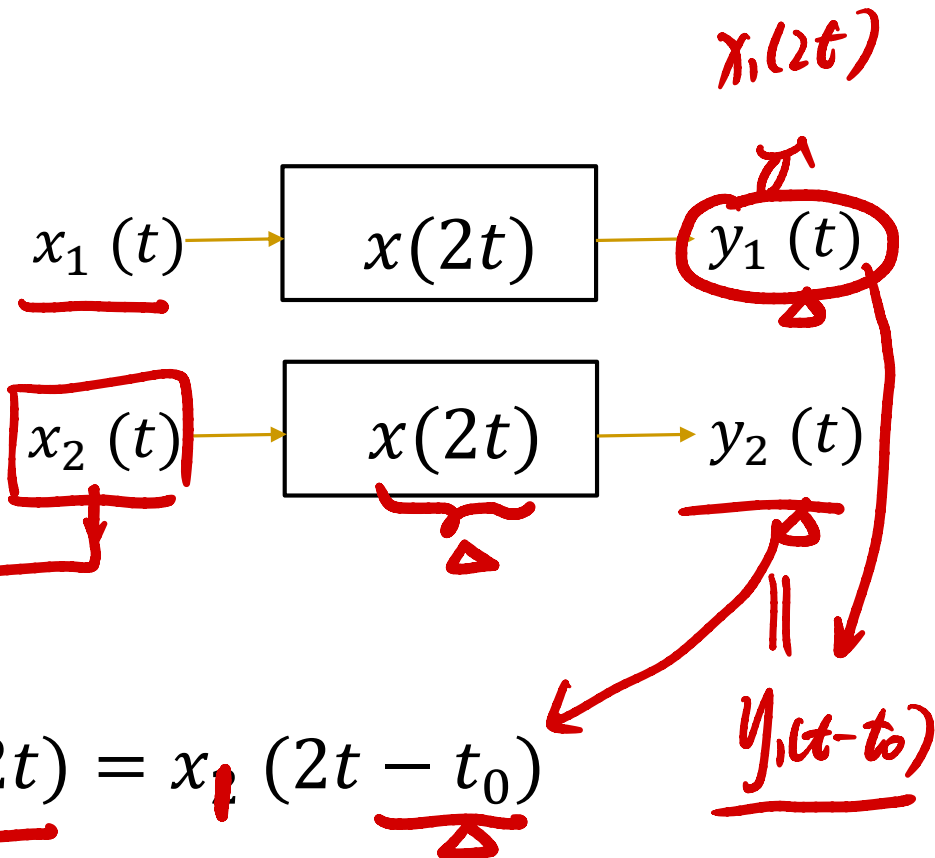 x₁(2t)
x₁ (t) x(2t) y₁ (t)
x₂ (t) x(2t) y₂ (t)
||
y₁(t-t₀)
2t) = x₁ (2t − t₀)